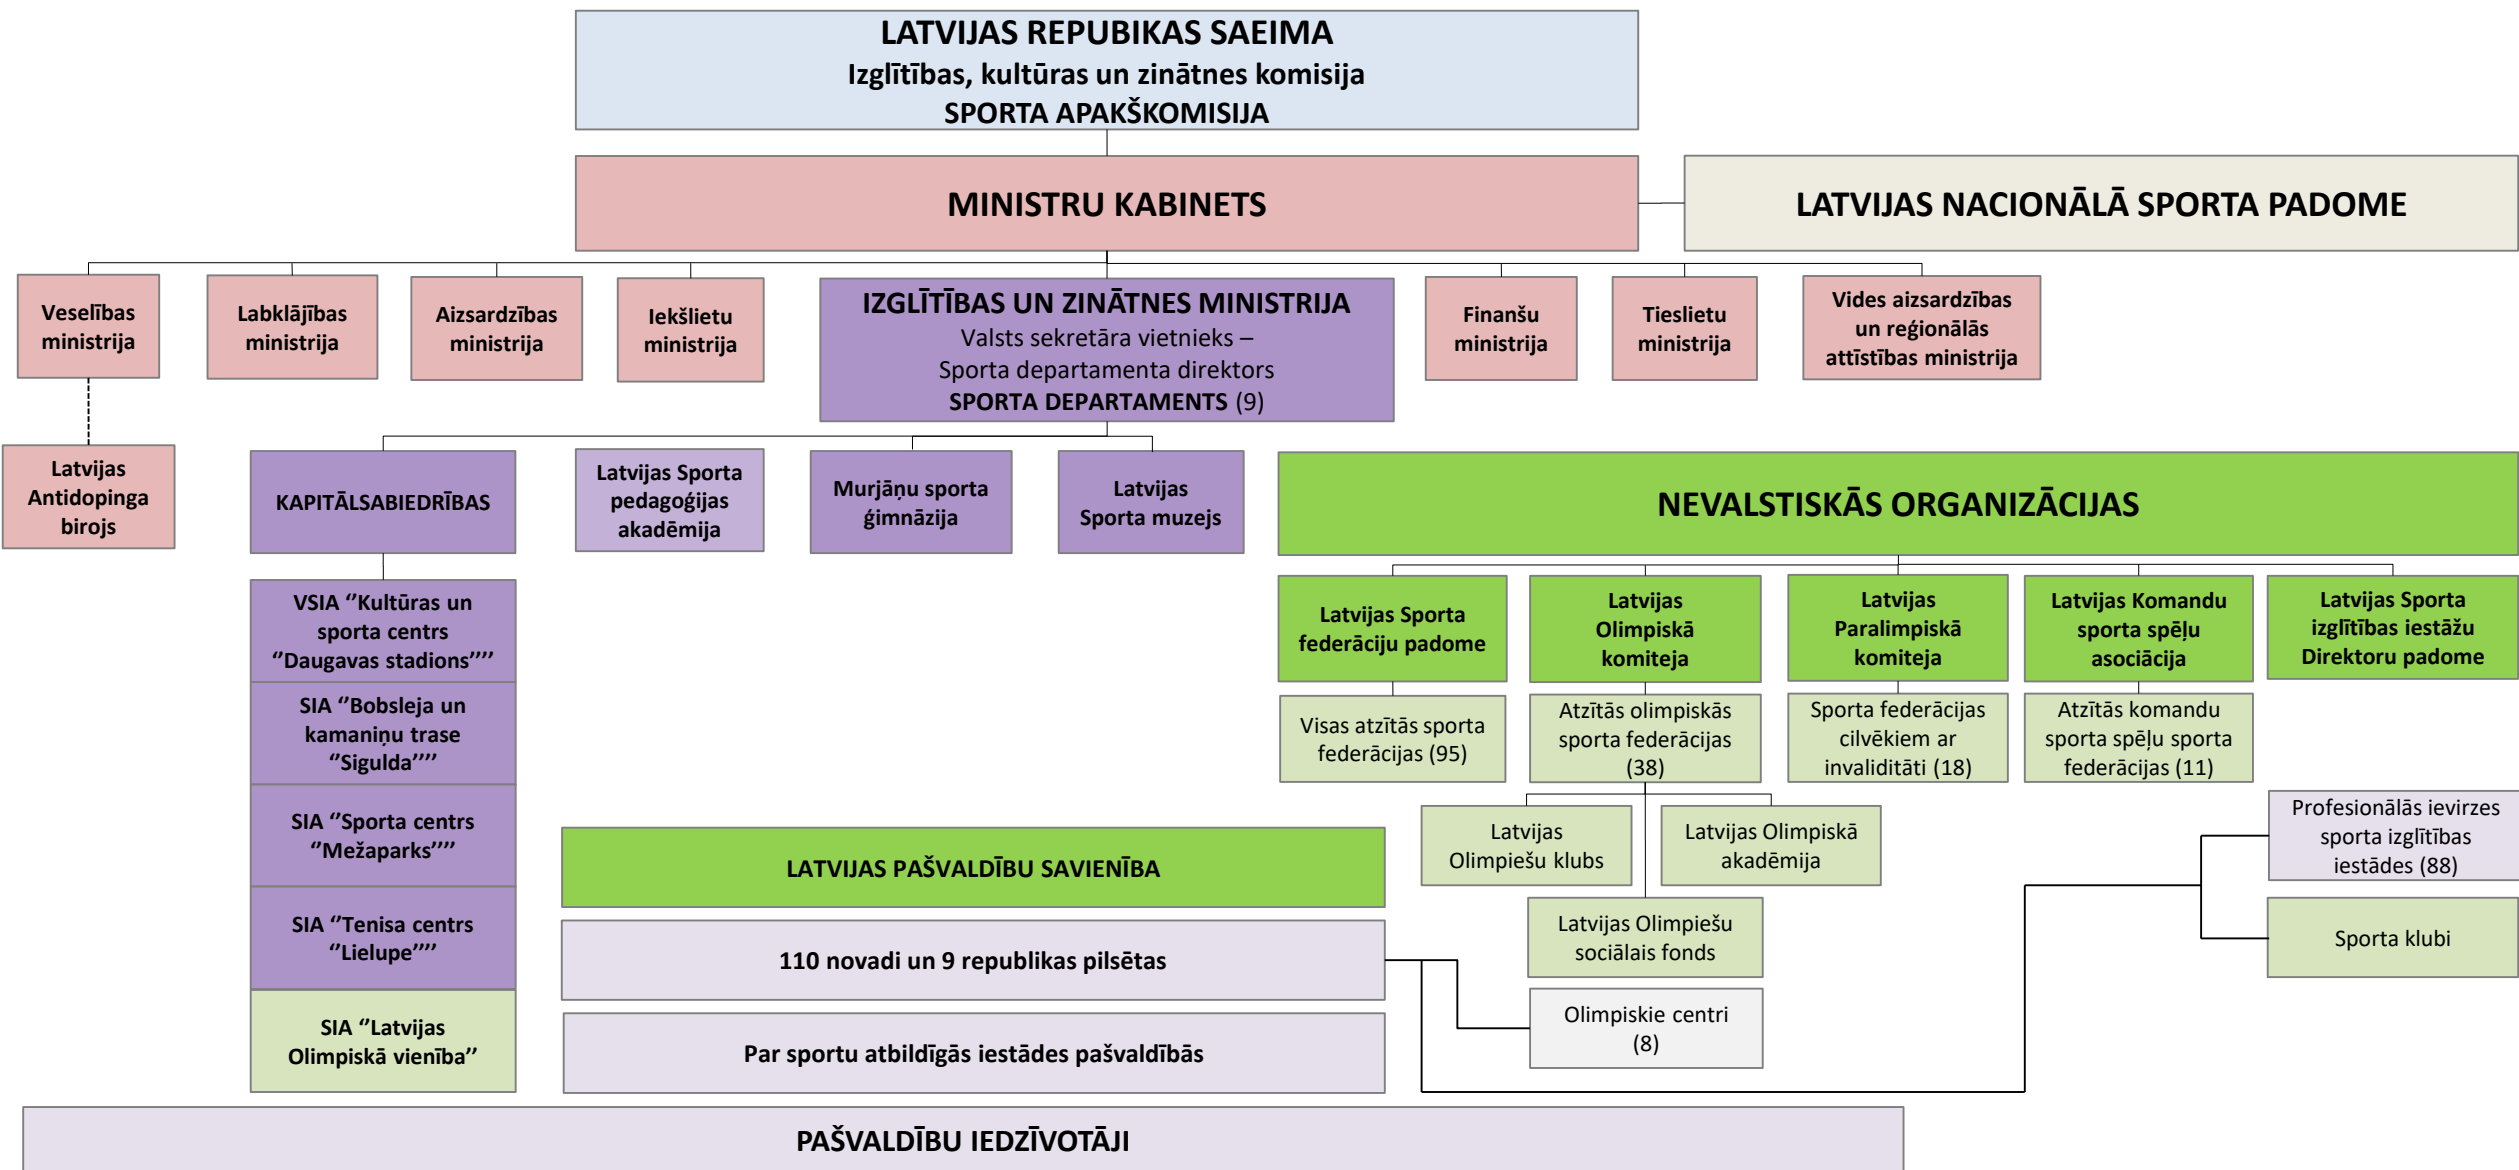 LATVIJAS REPUBIKAS SAEIMA
Izglītības, kultūras un zinātnes komisija
SPORTA APAKŠKOMISIJA
MINISTRU KABINETS
LATVIJAS NACIONĀLĀ SPORTA PADOME
Veselības
ministrija
Labklājības
ministrija
Aizsardzības
ministrija
Iekšlietu
ministrija
IZGLĪTĪBAS UN ZINĀTNES MINISTRIJA
Valsts sekretāra vietnieks –
Sporta departamenta direktors
SPORTA DEPARTAMENTS (9)
Finanšu
ministrija
Tieslietu
ministrija
Vides aizsardzības
un reģionālās
attīstības ministrija
Latvijas
Antidopinga
birojs
KAPITĀLSABIEDRĪBAS
Latvijas Sporta
pedagoģijas
akadēmija
Murjāņu sporta
ģimnāzija
Latvijas
Sporta muzejs
NEVALSTISKĀS ORGANIZĀCIJAS
VSIA ‘’Kultūras un
sporta centrs
‘’Daugavas stadions’’’’
SIA ‘’Bobsleja un
kamaniņu trase
‘’Sigulda’’’’
SIA ‘’Sporta centrs
‘’Mežaparks’’’’
SIA ‘’Tenisa centrs
‘’Lielupe’’’’
SIA ‘’Latvijas
Olimpiskā vienība’’
Latvijas Sporta
federāciju padome
Latvijas
Olimpiskā
komiteja
Latvijas
Paralimpiskā
komiteja
Latvijas Komandu
sporta spēļu
asociācija
Latvijas Sporta
izglītības iestāžu
Direktoru padome
Visas atzītās sporta
federācijas (95)
Atzītās olimpiskās
sporta federācijas
(38)
Sporta federācijas
cilvēkiem ar
invaliditāti (18)
Atzītās komandu
sporta spēļu sporta
federācijas (11)
Latvijas
Olimpiešu klubs
Latvijas Olimpiskā
akadēmija
Profesionālās ievirzes
sporta izglītības
iestādes (88)
LATVIJAS PAŠVALDĪBU SAVIENĪBA
Latvijas Olimpiešu
sociālais fonds
Sporta klubi
110 novadi un 9 republikas pilsētas
Olimpiskie centri
(8)
Par sportu atbildīgās iestādes pašvaldībās
PAŠVALDĪBU IEDZĪVOTĀJI